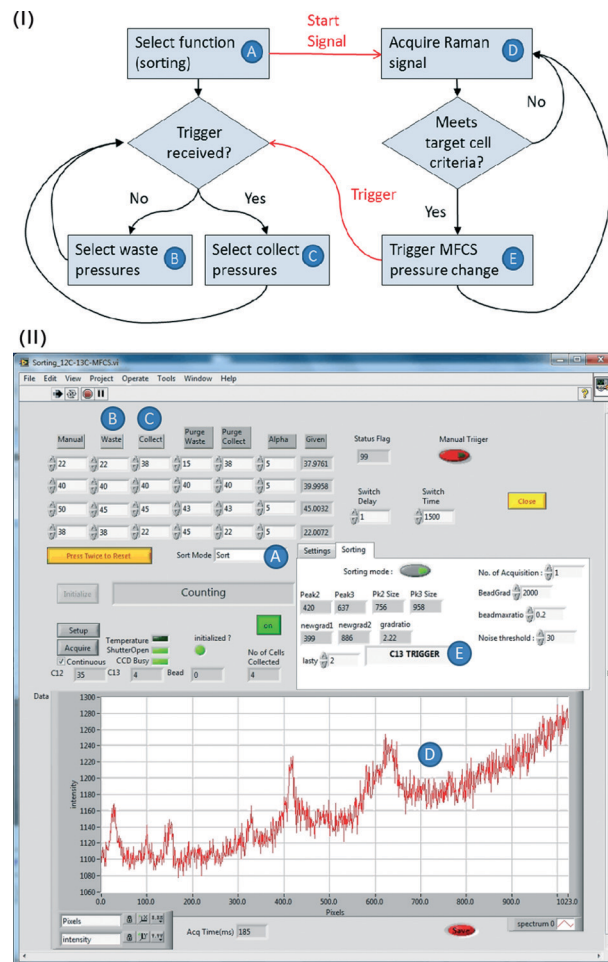 (I)
Select function
(sorting)
A
Start
Signal
Acquire Raman
signal
D
Trigger
received?
Meets
target cell
criteria?
No
No
Yes
Trigger
Yes
Select waste
pressures
B
Select collect
pressures
C
Trigger MFCS
pressure change
E
(II)
Sorting_12C-13C-MFCS.vi
File Edit View Project Operate Tools Window Help
B C
Manual Waste Collect Purge Waste Purge Collect Alpha Given
Status Flag
Manual Triiger
22 22 38 15 38 5 37.9761
99
40 40 40 40 40 5 39.9958
Switch Delay
Switch Time
50 45 45 43 43 5 45.0032
1
1500
Close
38 38 22 45 22 5 22.0072
Press Twice to Reset
Sort Mode Sort
A
Settings Sorting
Sorting mode :
No. of Acquisition : 1
Initialize
Counting
Peak2 Peak3 Pk2 Size Pk3 Size
420 637 756 958
BeadGrad 2000
newgrad1 newgrad2 gradratio
399 886 2.22
beadmaxratio 0.2
on
Setup
Acquire
Continuous
Temperature
ShutterOpen
CCD Busy
initialized ?
No of Cells
Collected
4
lasty 2
C13 TRIGGER
E
Noise threshold : 30
C12 35 C13 4 Bead 0
Data
1300
1280
1260
1240
1220
1200
1180
1160
1140
1120
1100
1080
1060
intensity
D
0.0 100.0 200.0 300.0 400.0 500.0 600.0 700.0 800.0 900.0 1023.0
Pixels
Pixels
intensity
Acq Time(ms) 185
Save
spectrum 0